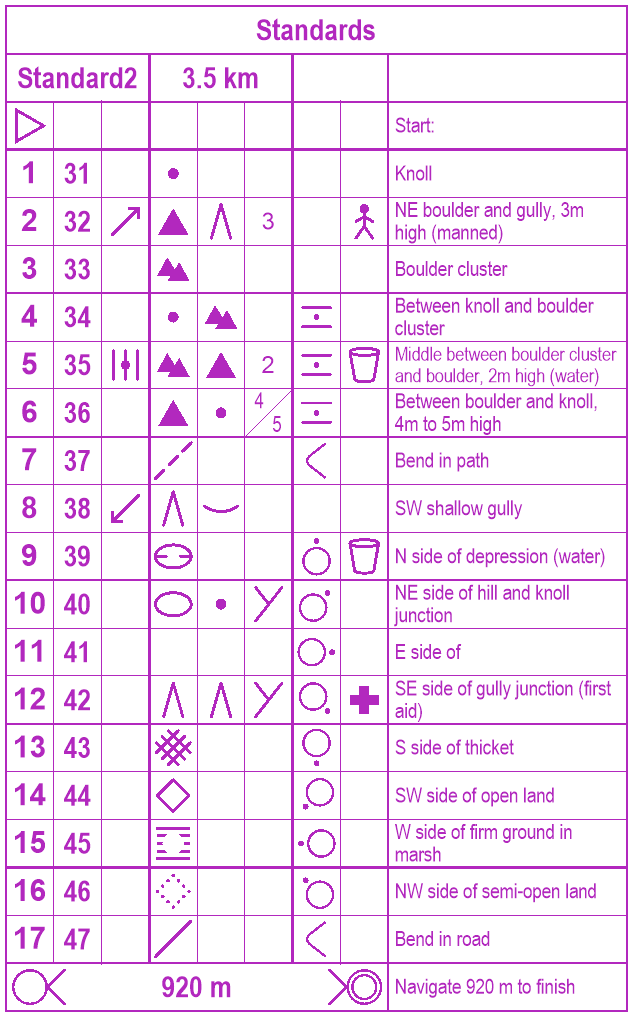 Standards
Standard2 3.5 km
Start:
1 31 Knoll
2 32 3 NE boulder and gully, 3m
high (manned)
3 33 Boulder cluster
4 34 Between knoll and boulder
cluster
5 35 2 Middle between boulder cluster
and boulder, 2m high (water)
6 36 4 5 Between boulder and knoll,
4m to 5m high
7 37 Bend in path
8 38 SW shallow gully
9 39 N side of depression (water)
10 40 NE side of hill and knoll
junction
11 41 E side of
12 42 SE side of gully junction (first
aid)
13 43 S side of thicket
14 44 SW side of open land
15 45 W side of firm ground in
marsh
16 46 NW side of semi-open land
17 47 Bend in road
920 m Navigate 920 m to finish